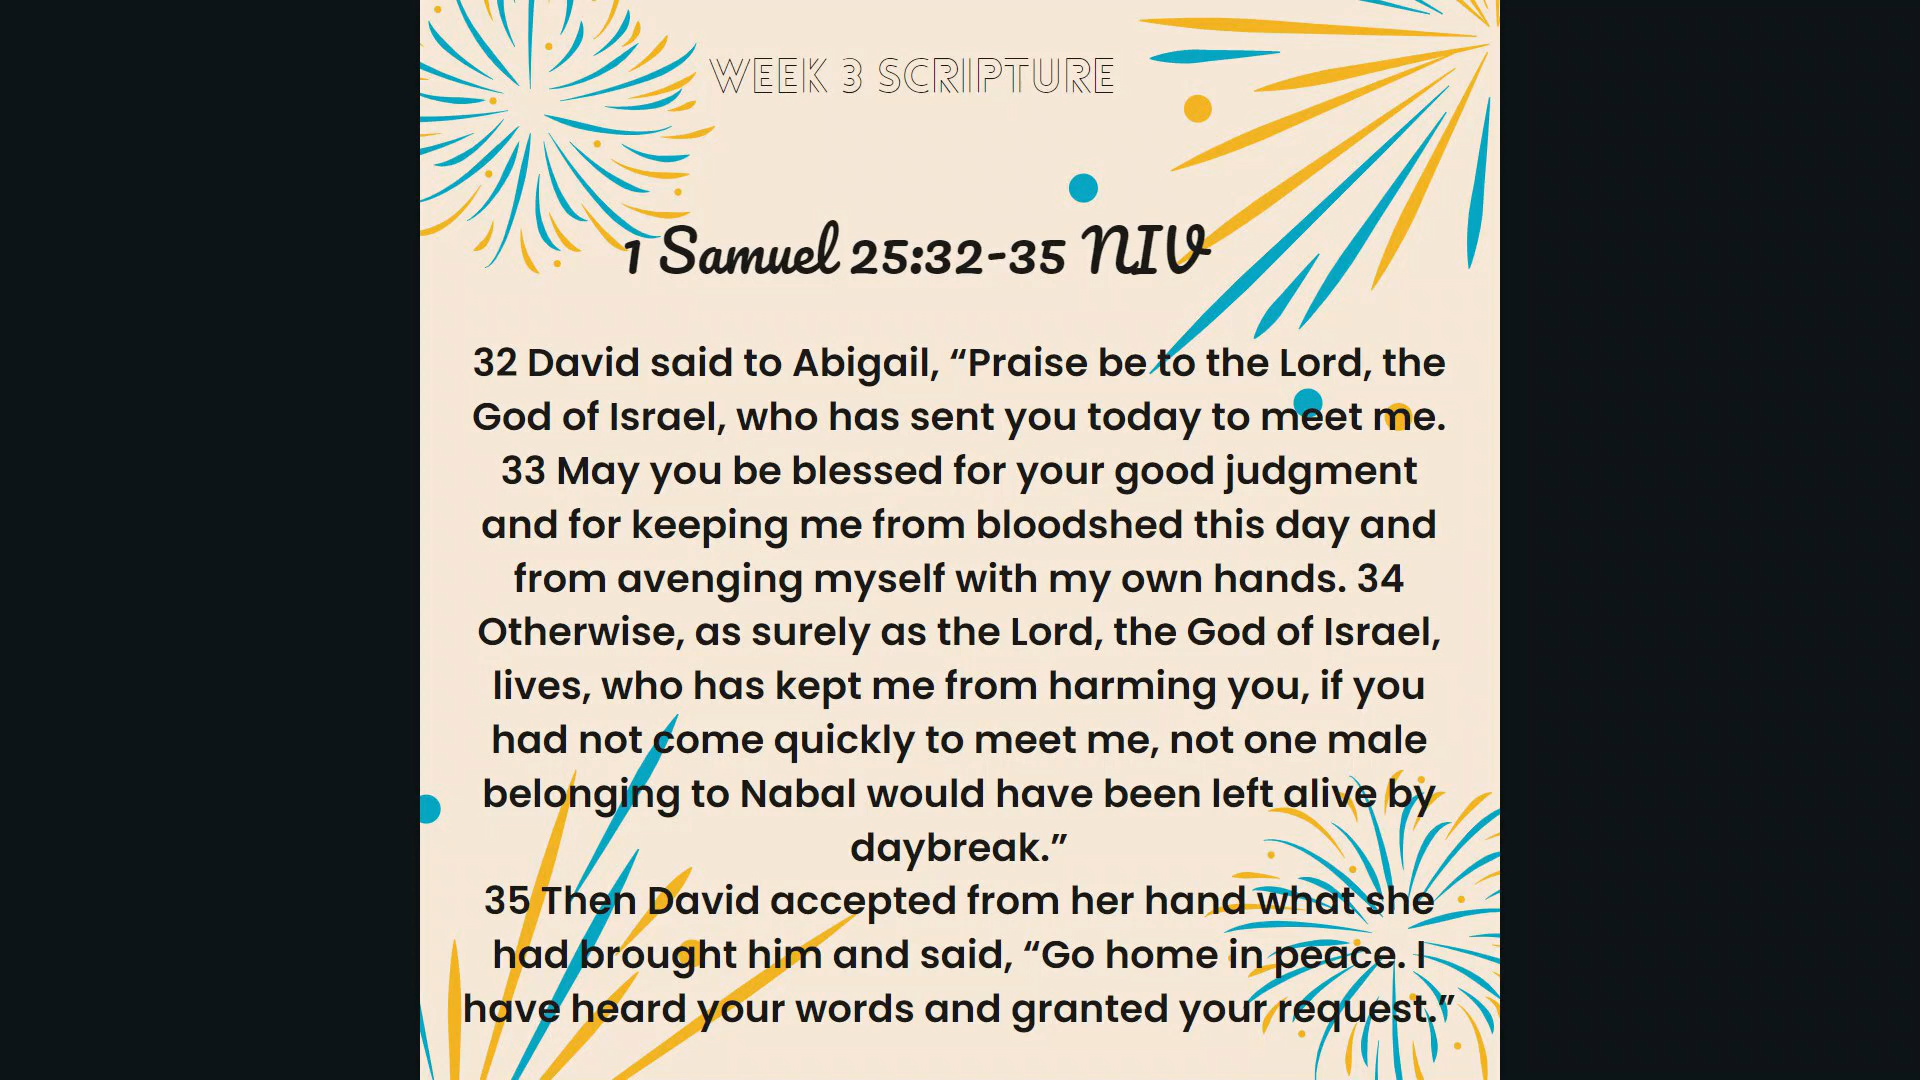 WEEK 3 SCRIPTURE
1 Samuel 25:32-35 NIV
32 David said to Abigail, “Praise be to the Lord, the
God of Israel, who has sent you today to meet me.
33 May you be blessed for your good judgment
and for keeping me from bloodshed this day and
from avenging myself with my own hands. 34
Otherwise, as surely as the Lord, the God of Israel,
lives, who has kept me from harming you, if you
had not come quickly to meet me, not one male
belonging to Nabal would have been left alive by
daybreak.”
35 Then David accepted from her hand what she
had brought him and said, “Go home in peace. I
have heard your words and granted your request.”